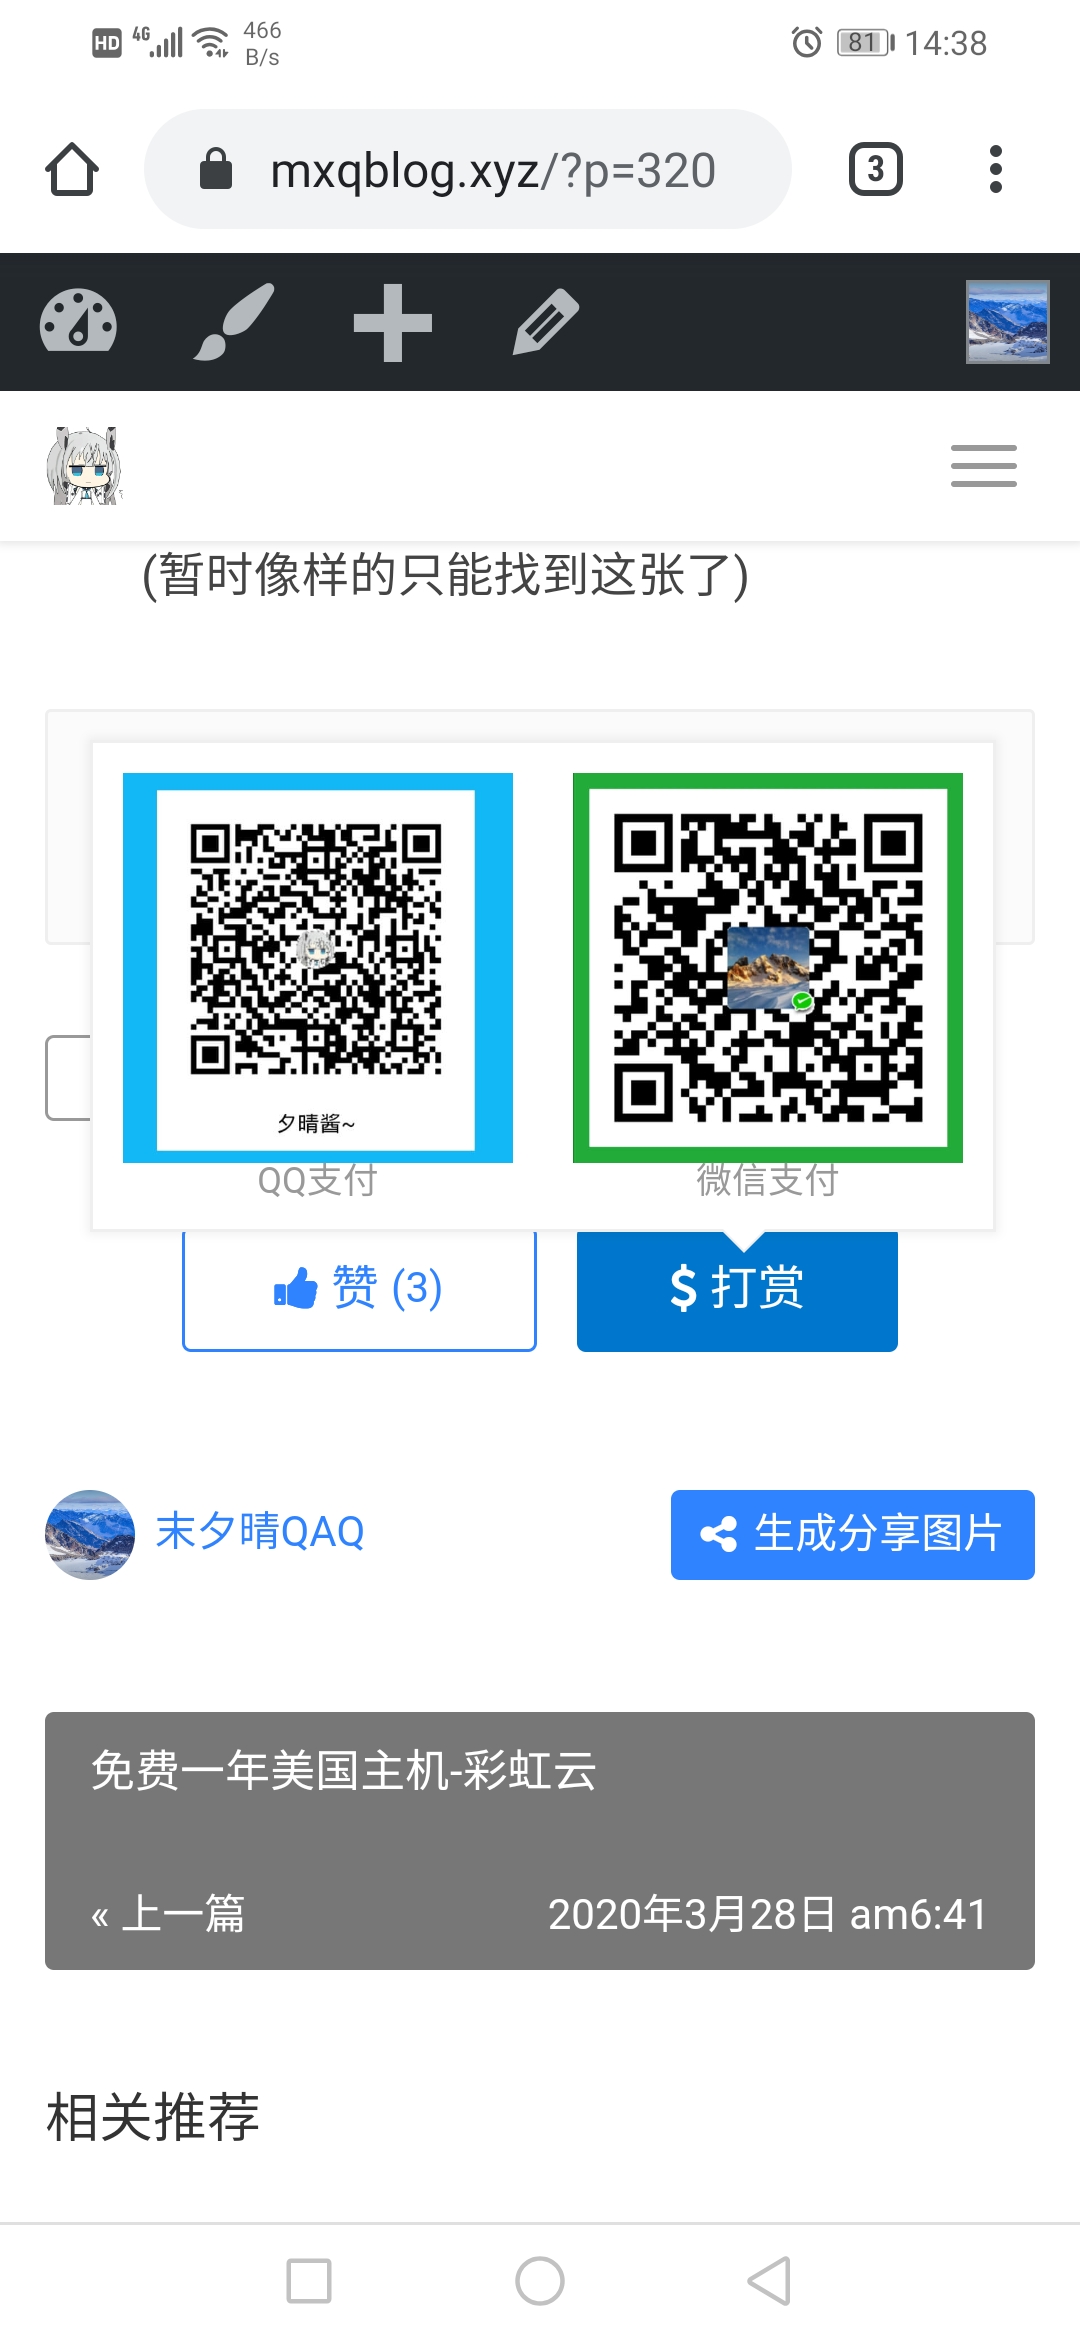 HD 4G 466 B/s 81 14:38
mxqblog.xyz/?p=320 3
(暂时像样的只能找到这张了)
夕晴酱~
QQ支付 微信支付
赞 (3) $ 打赏
末夕晴QAQ 生成分享图片
免费一年美国主机-彩虹云
« 上一篇 2020年3月28日 am6:41
相关推荐